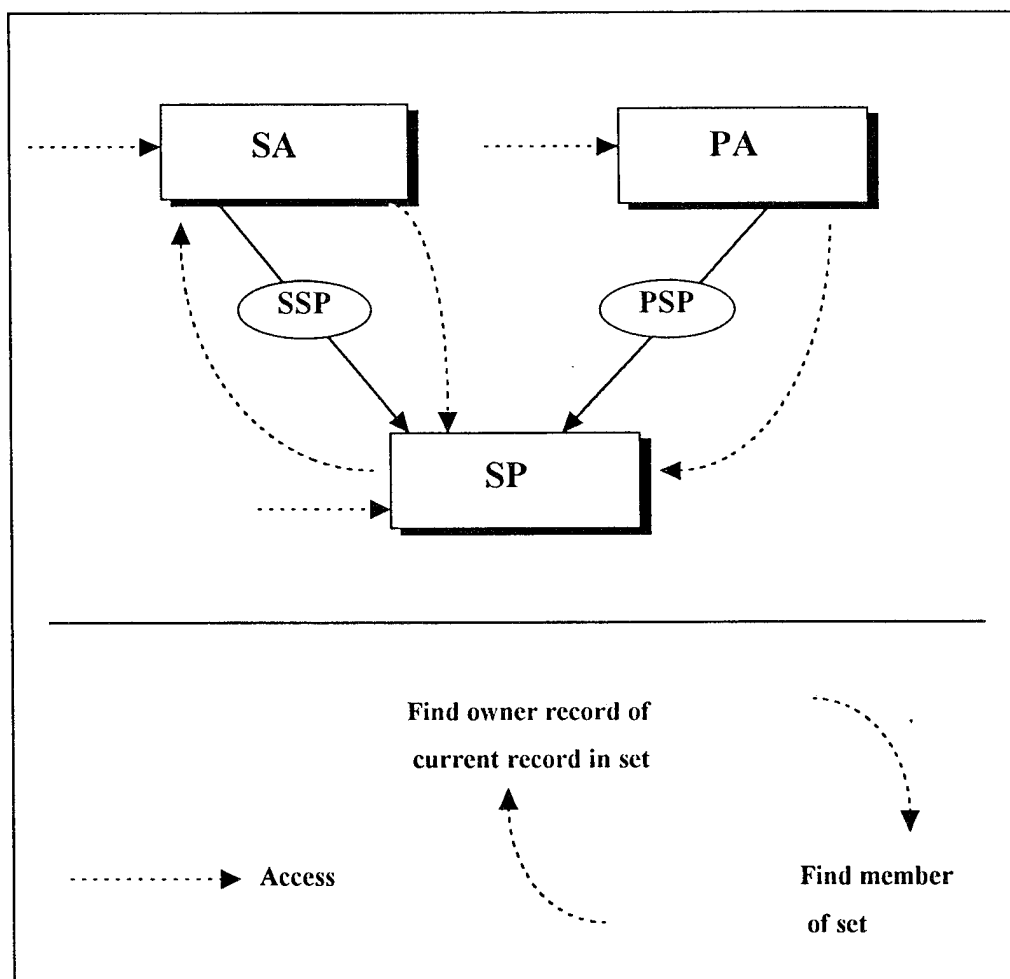 SA
PA
SSP
PSP
SP
Find owner record of
current record in set
Access
Find member
of set